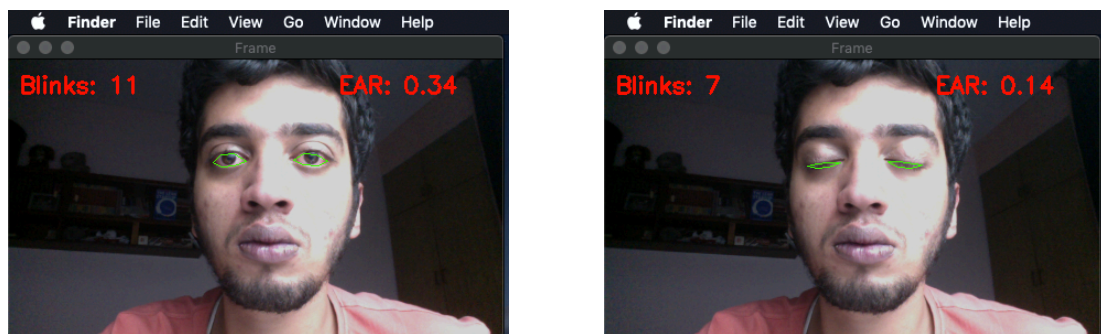 Finder File Edit View Go Window Help
Frame
Blinks: 11 EAR: 0.34
Finder File Edit View Go Window Help
Frame
Blinks: 7 EAR: 0.14